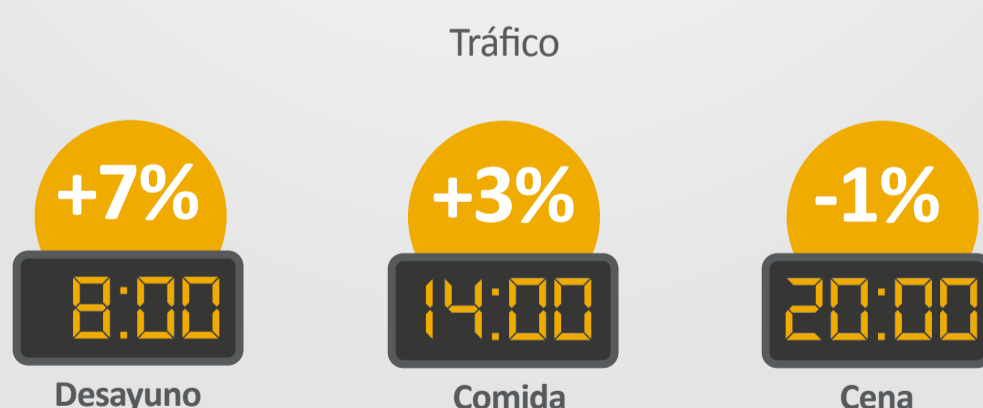 Tráfico
+7%
+3%
-1%
8:00
14:00
20:00
Desayuno
Comida
Cena